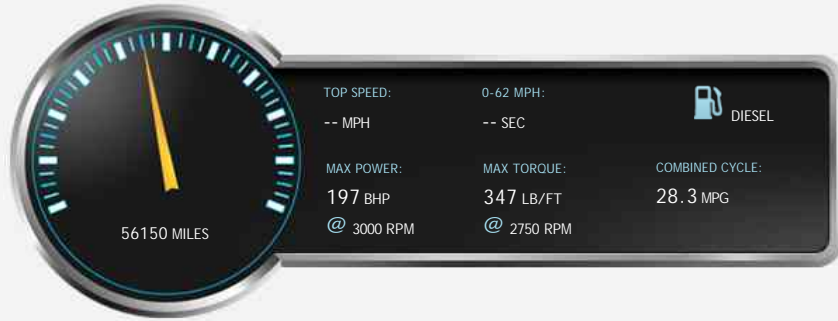 TOP SPEED:
-- MPH
0-62 MPH:
-- SEC
DIESEL
MAX POWER:
197 BHP
@ 3000 RPM
MAX TORQUE:
347 LB/FT
@ 2750 RPM
COMBINED CYCLE:
28.3 MPG
56150 MILES